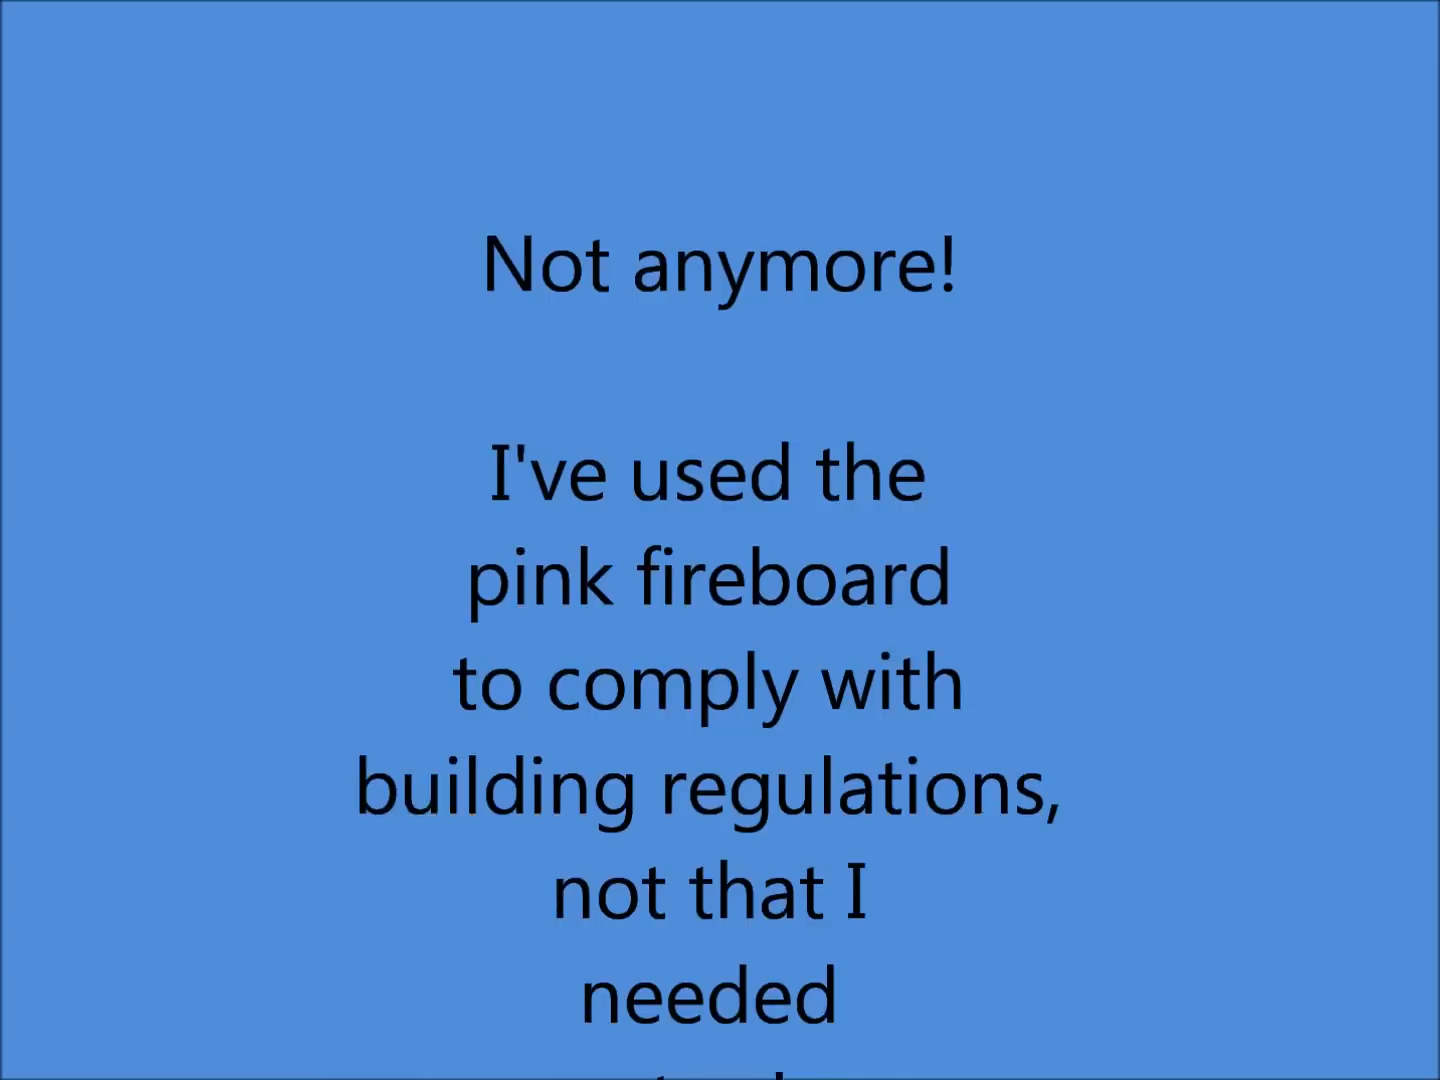 Not anymore!
I've used the
pink fireboard
to comply with
building regulations,
not that I
needed